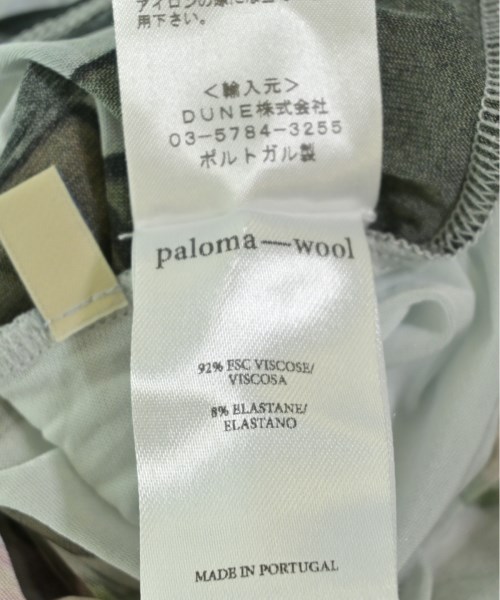 用下さい。
＜輸入元＞
DUNE株式会社
03-5784-3255
ポルトガル製
paloma—wool
92% FSC VISCOSE/
VISCOSA
8% ELASTANE/
ELASTANO
MADE IN PORTUGAL